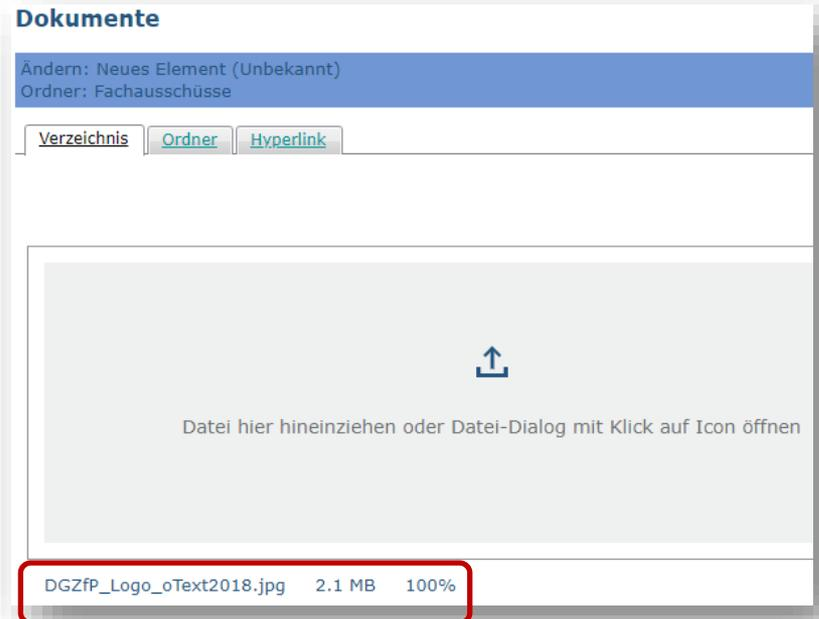 Dokumente
Ändern: Neues Element (Unbekannt)
Ordner: Fachausschüsse
Verzeichnis Ordner Hyperlink
Datei hier hineinziehen oder Datei-Dialog mit Klick auf Icon öffnen
DGZfP_Logo_oText2018.jpg 2.1 MB 100%